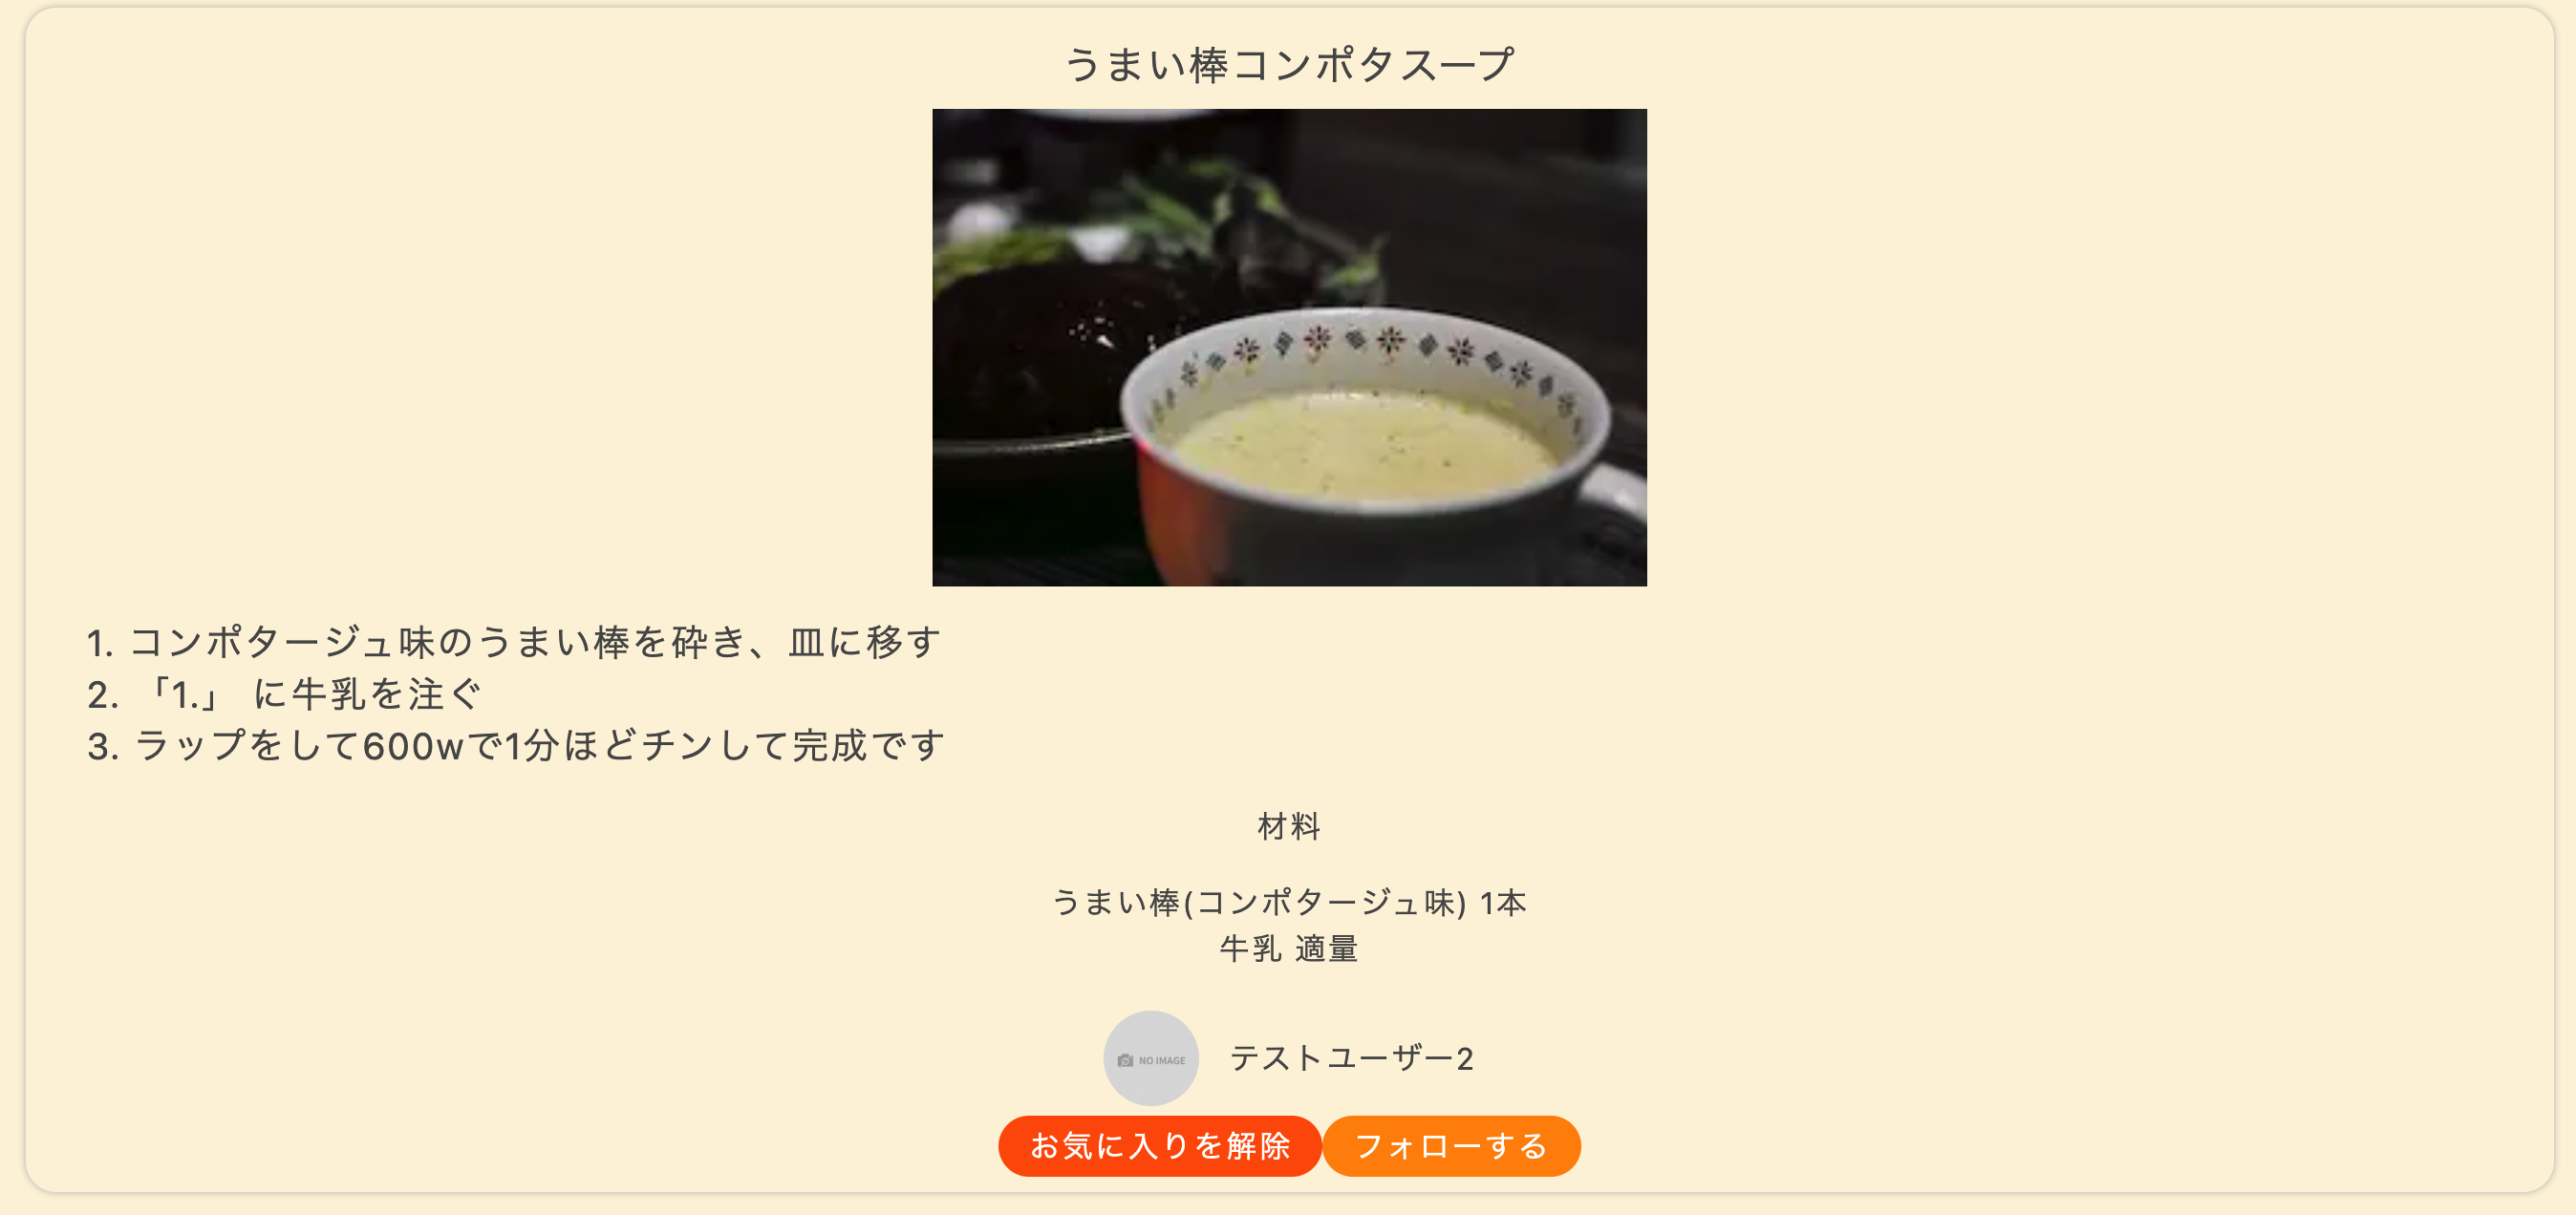 うまい棒コンポタスープ
1. コンポタージュ味のうまい棒を砕き、皿に移す
2. 「1.」 に牛乳を注ぐ
3. ラップをして600wで1分ほどチンして完成です
材料
うまい棒(コンポタージュ味) 1本
牛乳 適量
NO IMAGE
テストユーザー2
お気に入りを解除
フォローする